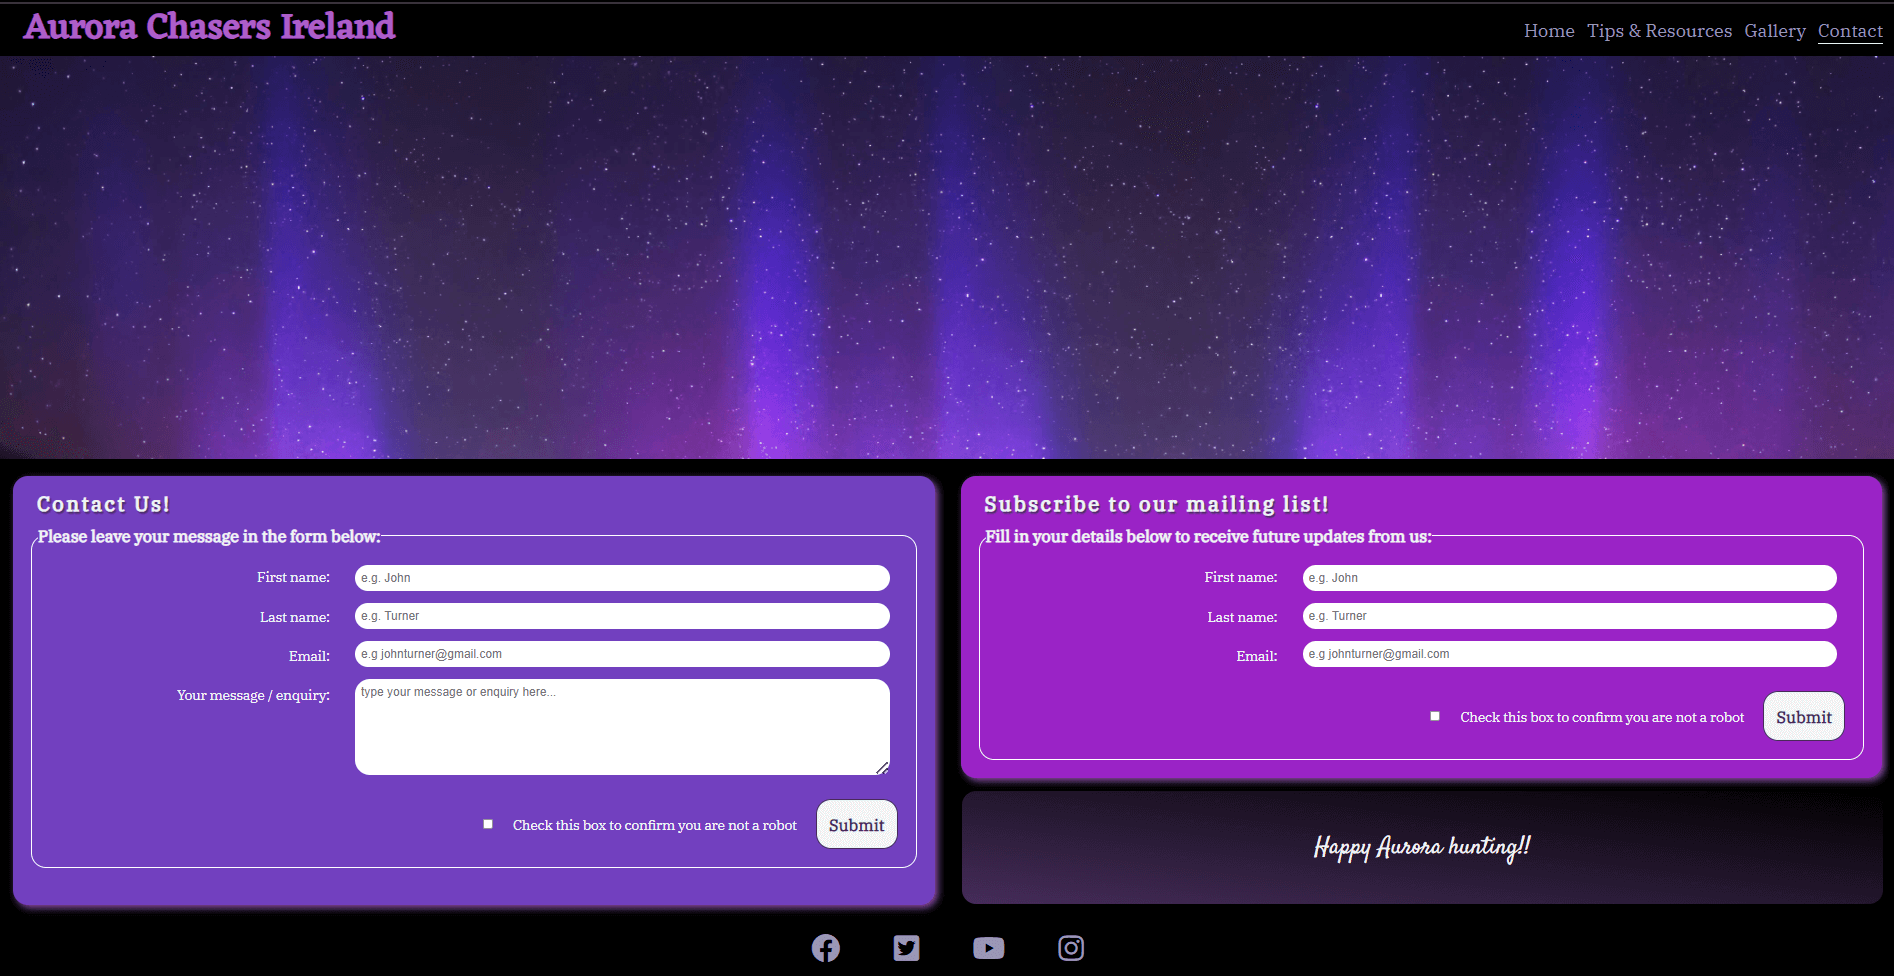 Aurora Chasers Ireland
Home Tips & Resources Gallery Contact
Contact Us!
Please leave your message in the form below:
First name: e.g. John
Last name: e.g. Turner
Email: e.g johnturner@gmail.com
Your message / enquiry: type your message or enquiry here...
Check this box to confirm you are not a robot Submit
Subscribe to our mailing list!
Fill in your details below to receive future updates from us:
First name: e.g. John
Last name: e.g. Turner
Email: e.g johnturner@gmail.com
Check this box to confirm you are not a robot Submit
Happy Aurora hunting!!